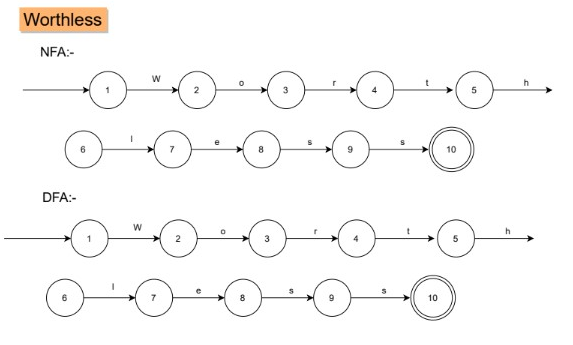 Worthless
NFA:-
W o r t h
1 2 3 4 5
l e s s
6 7 8 9 10
DFA:-
W o r t h
1 2 3 4 5
l e s s
6 7 8 9 10